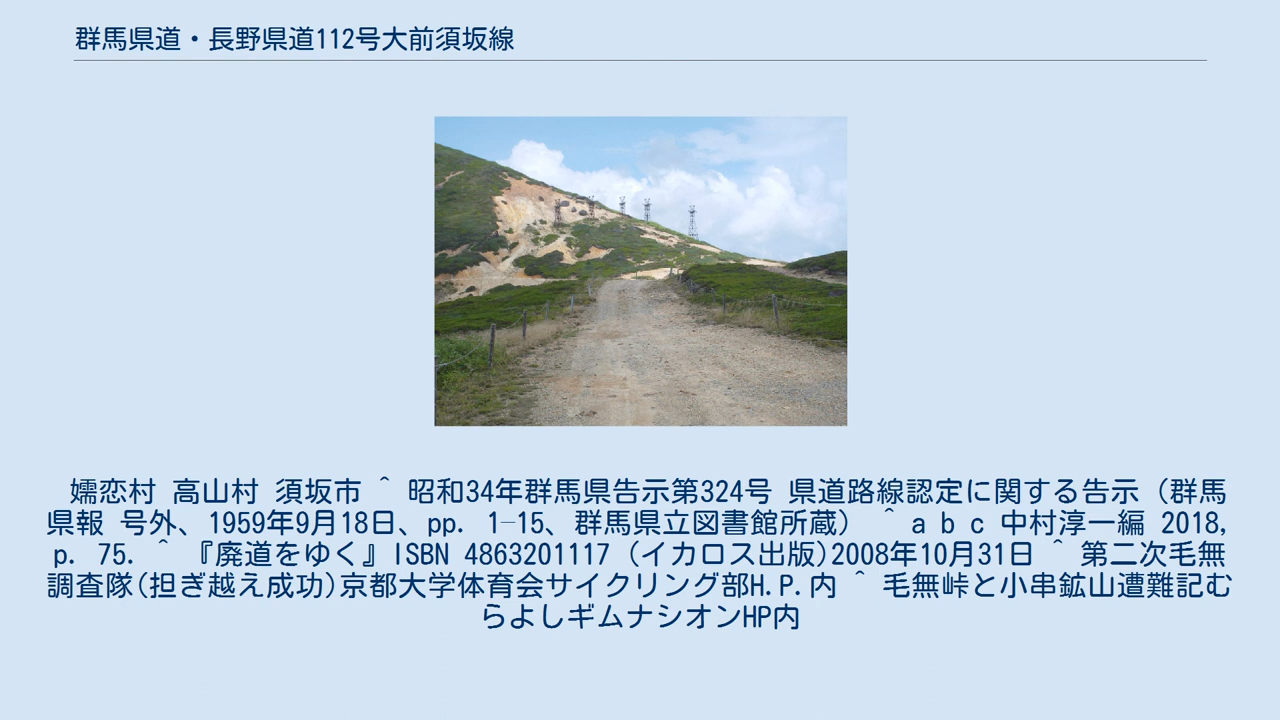 群馬県道・長野県道112号大前須坂線
嬬恋村 高山村 須坂市 ^ 昭和34年群馬県告示第324号 県道路線認定に関する告示（群馬
県報 号外、1959年9月18日、pp. 1–15、群馬県立図書館所蔵） ^ a b c 中村淳一編 2018,
p. 75. ^ 『廃道をゆく』ISBN 4863201117 (イカロス出版)2008年10月31日 ^ 第二次毛無
調査隊(担ぎ越え成功)京都大学体育会サイクリング部H.P.内 ^ 毛無峠と小串鉱山遭難記む
らよしギムナシオンHP内